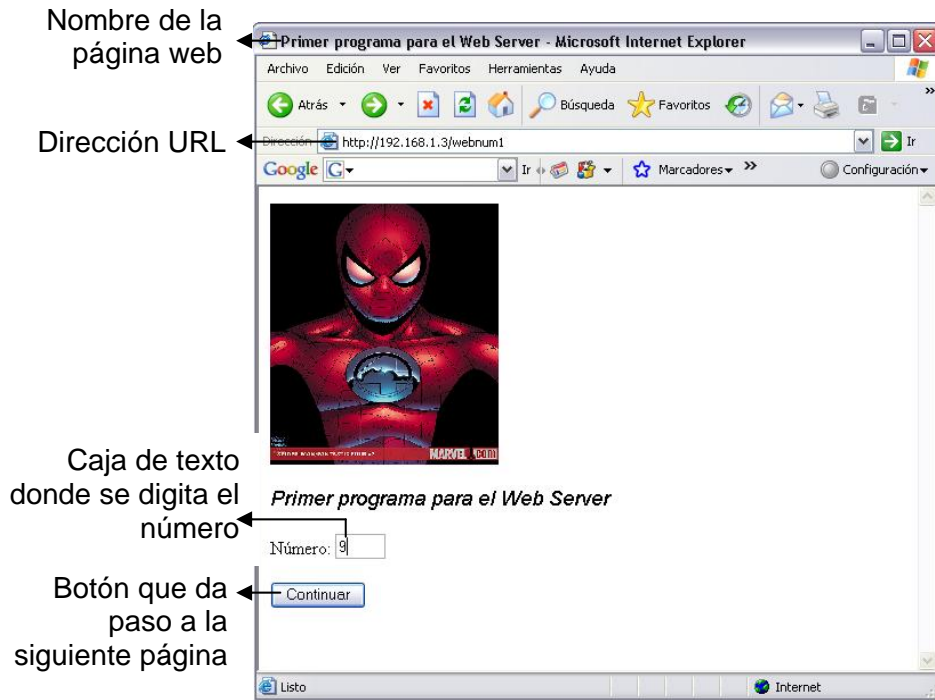 Nombre de la
página web
Primer programa para el Web Server - Microsoft Internet Explorer
Archivo Edición Ver Favoritos Herramientas Ayuda
Atrás Búsqueda Favoritos »
Dirección URL
Dirección http://192.168.1.3/webnum1 Ir
Google G Ir Marcadores » Configuración
MARVEL.com
Caja de texto
donde se digita el
número
Primer programa para el Web Server
Número: 9
Botón que da
paso a la
siguiente página
Continuar
Listo Internet